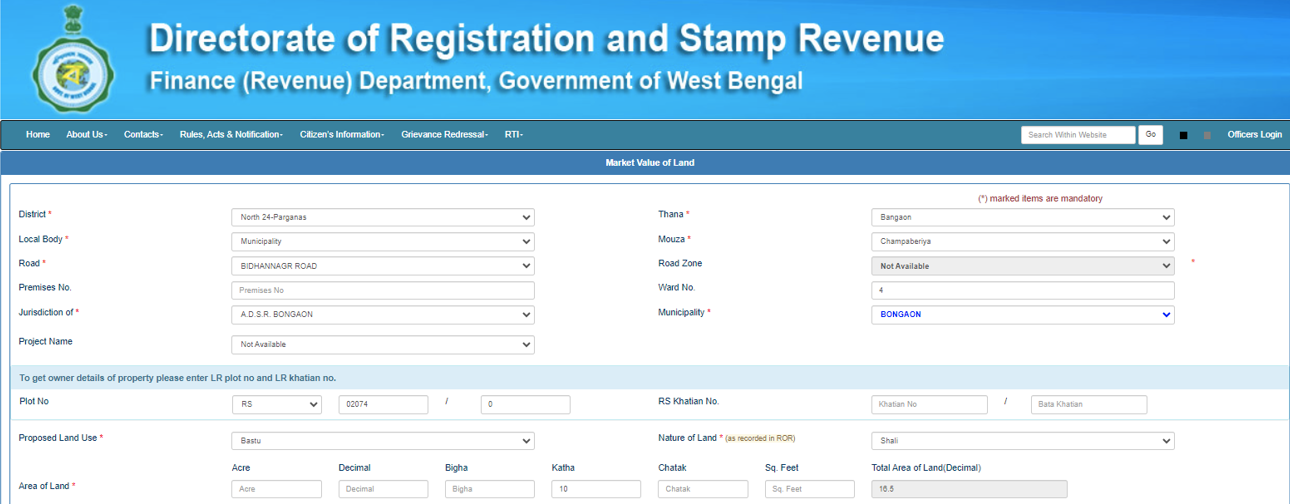 Directorate of Registration and Stamp Revenue
Finance (Revenue) Department, Government of West Bengal
Home About Us Contacts Rules, Acts & Notification Citizen's Information Grievance Redressal RTI Search Within Website Go Officers Login
Market Value of Land
(*) marked items are mandatory
District * North 24-Parganas Thana * Bangaon
Local Body * Municipality Mouza * Champaberiya
Road * BIDHANNAGR ROAD Road Zone Not Available *
Premises No. Premises No Ward No. 4
Jurisdiction of * A.D.S.R. BONGAON Municipality * BONGAON
Project Name Not Available
To get owner details of property please enter LR plot no and LR khatian no.
Plot No RS 02074 / 0 RS Khatian No. Khatian No / Bata Khatian
Proposed Land Use * Bastu Nature of Land * (as recorded in ROR) Shali
Acre Decimal Bigha Katha Chatak Sq. Feet Total Area of Land(Decimal)
Area of Land * Acre Decimal Bigha 10 Chatak Sq. Feet 16.5